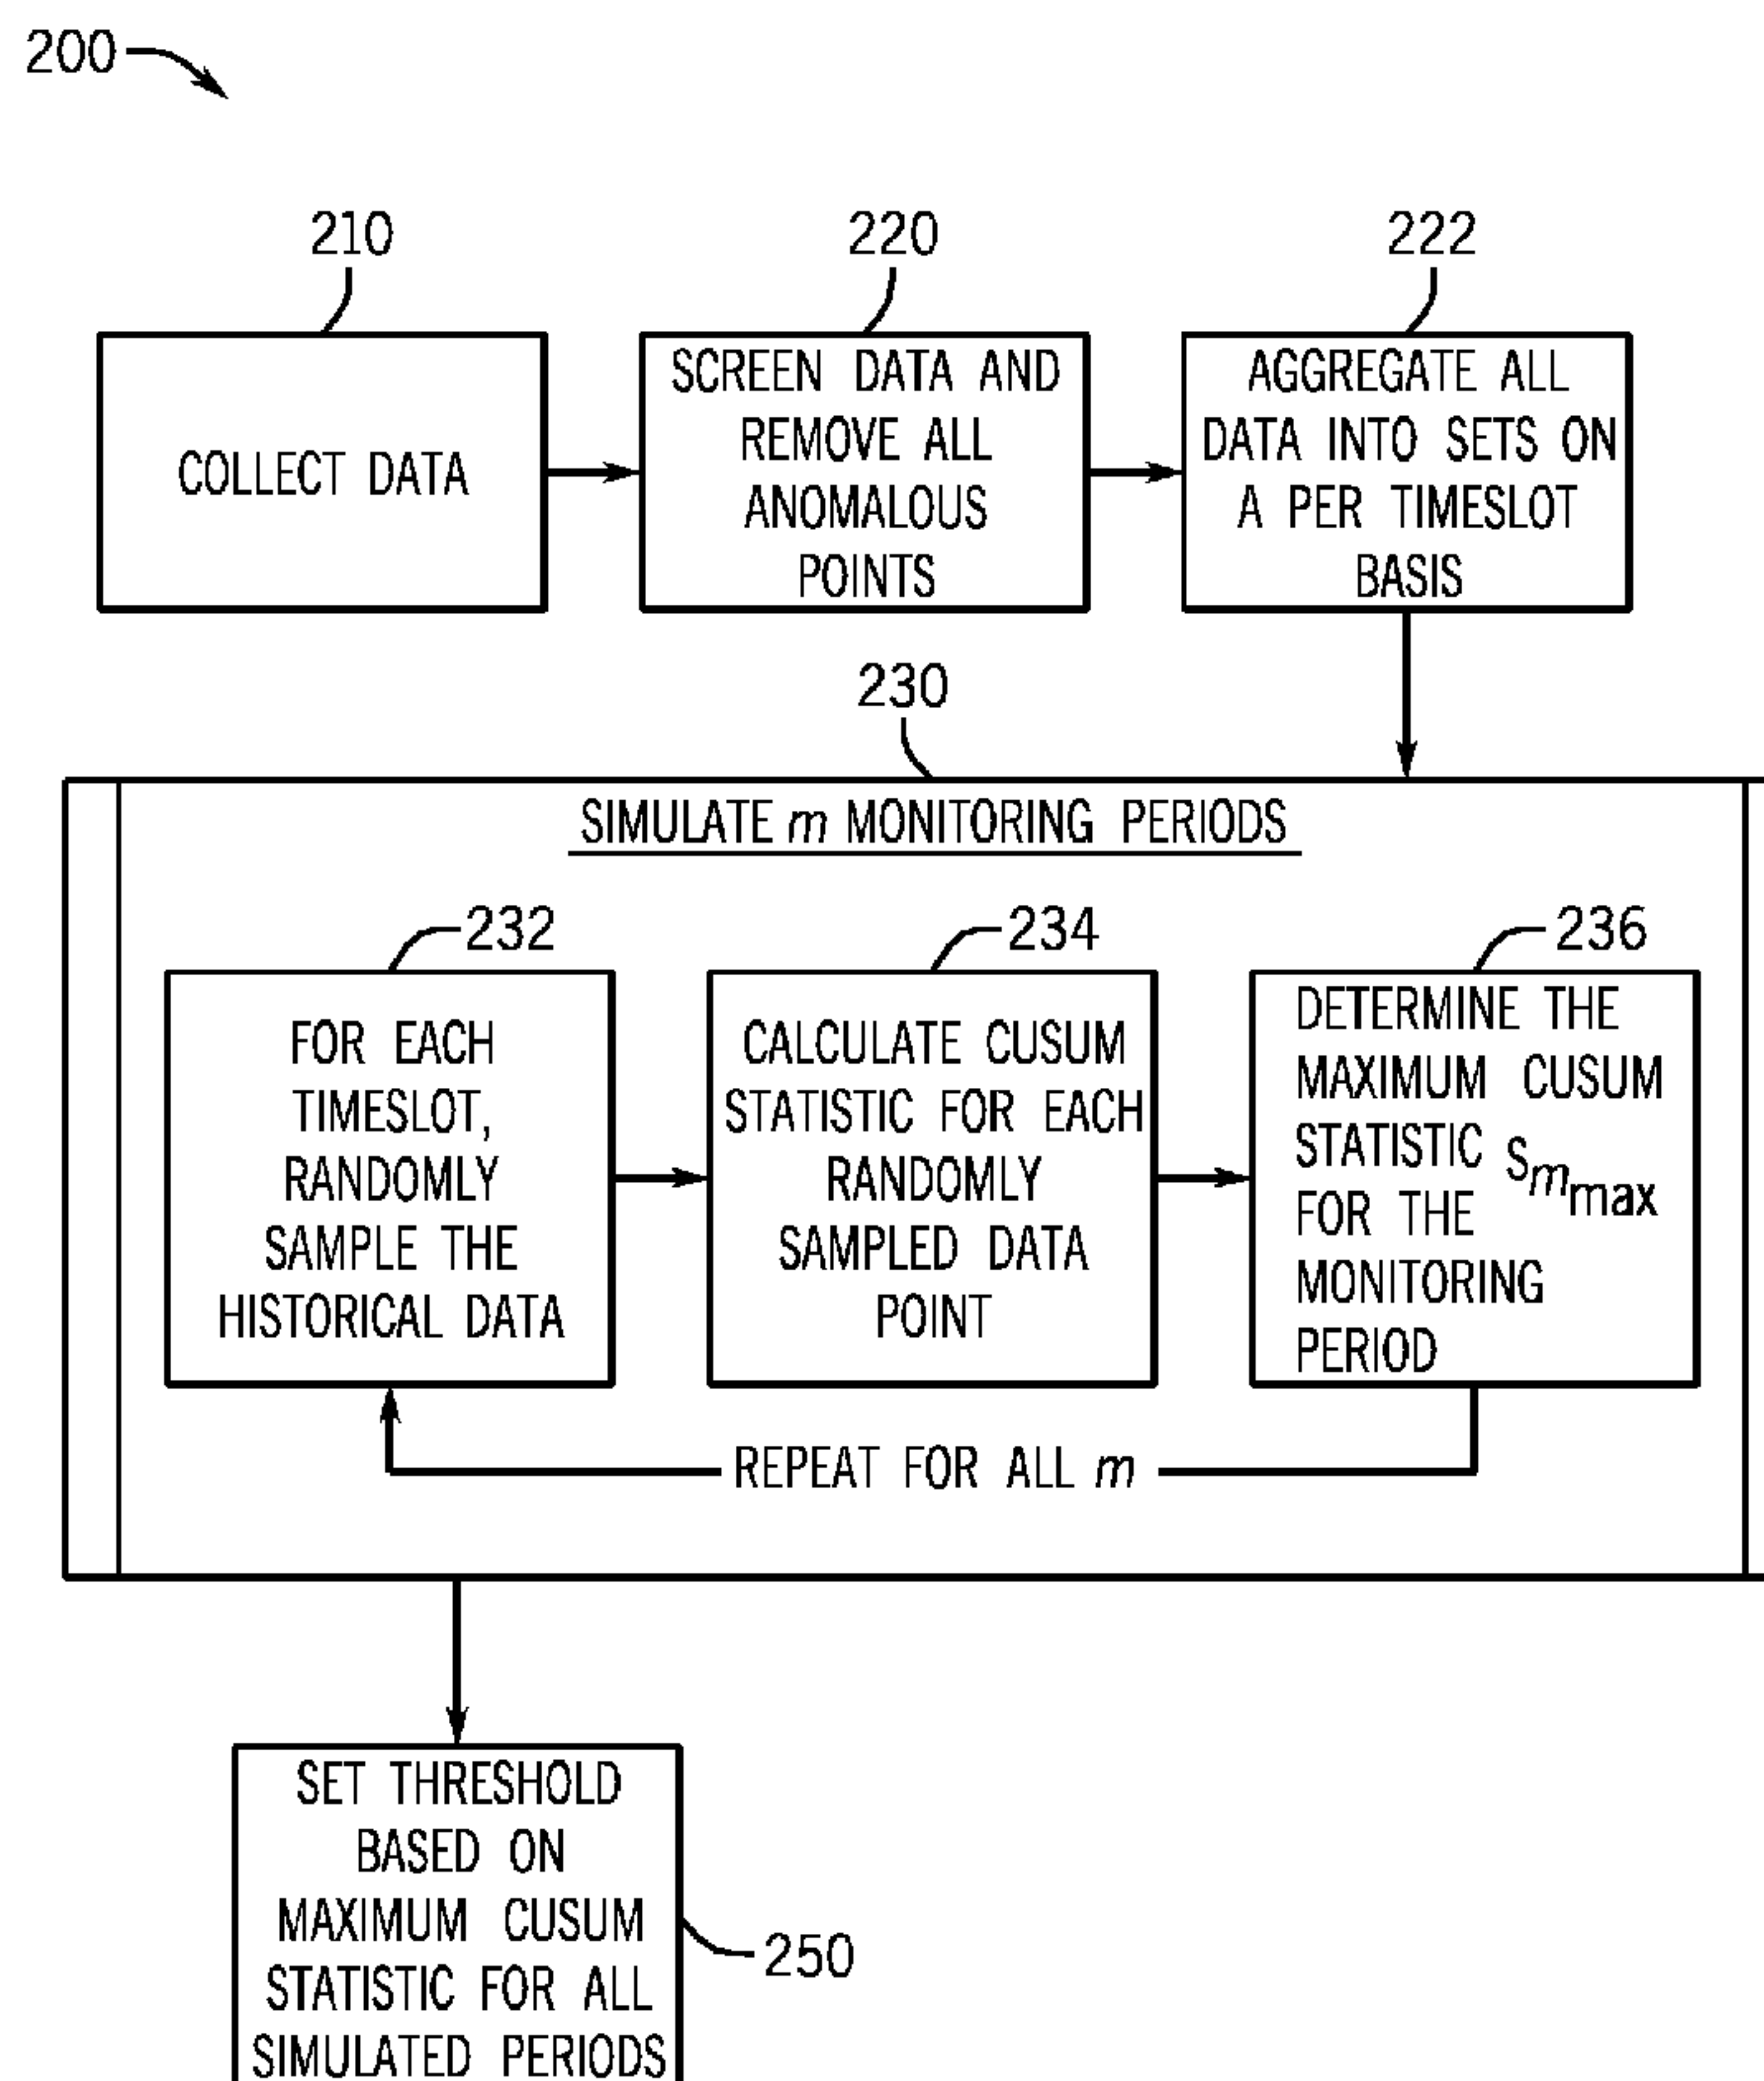 200
210
220
222
COLLECT DATA
SCREEN DATA AND
REMOVE ALL
ANOMALOUS
POINTS
AGGREGATE ALL
DATA INTO SETS ON
A PER TIMESLOT
BASIS
230
SIMULATE m MONITORING PERIODS
232
234
236
FOR EACH
TIMESLOT,
RANDOMLY
SAMPLE THE
HISTORICAL DATA
CALCULATE CUSUM
STATISTIC FOR EACH
RANDOMLY
SAMPLED DATA
POINT
DETERMINE THE
MAXIMUM CUSUM
STATISTIC Smmax
FOR THE
MONITORING
PERIOD
REPEAT FOR ALL m
SET THRESHOLD
BASED ON
MAXIMUM CUSUM
STATISTIC FOR ALL
SIMULATED PERIODS
250